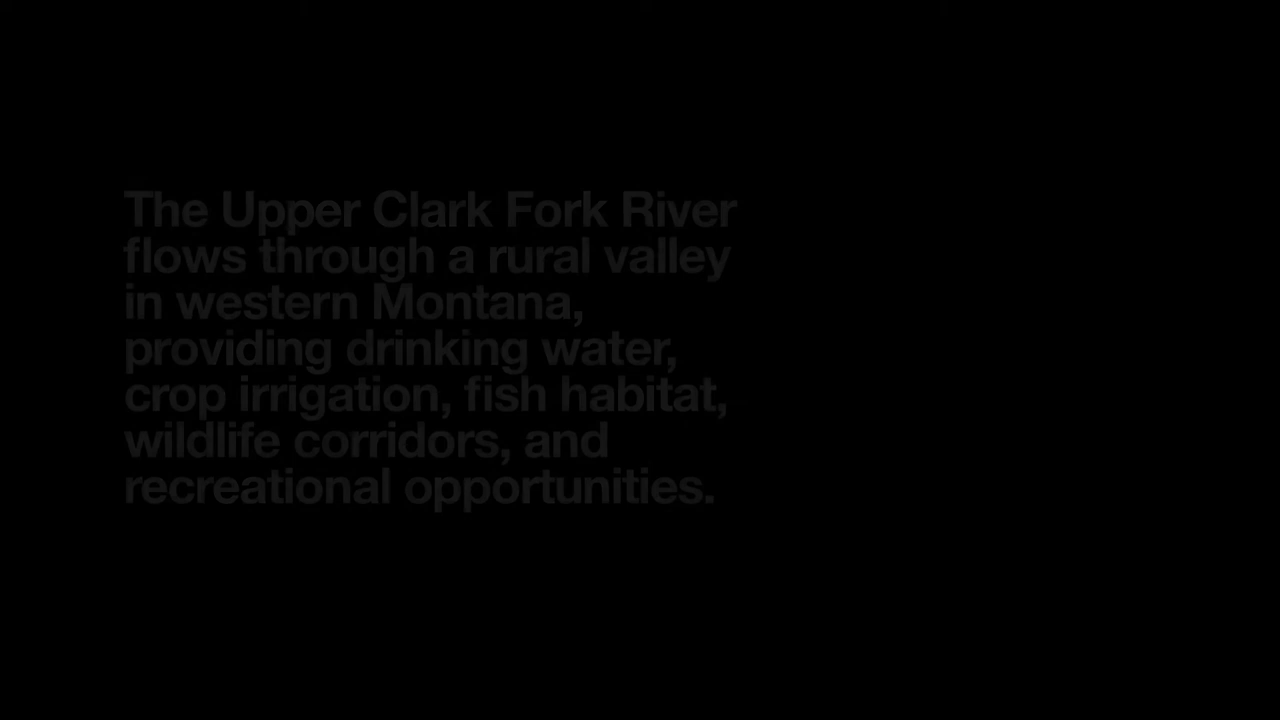 The Upper Clark Fork River
flows through a rural valley
in western Montana,
providing drinking water,
crop irrigation, fish habitat,
wildlife corridors, and
recreational opportunities.